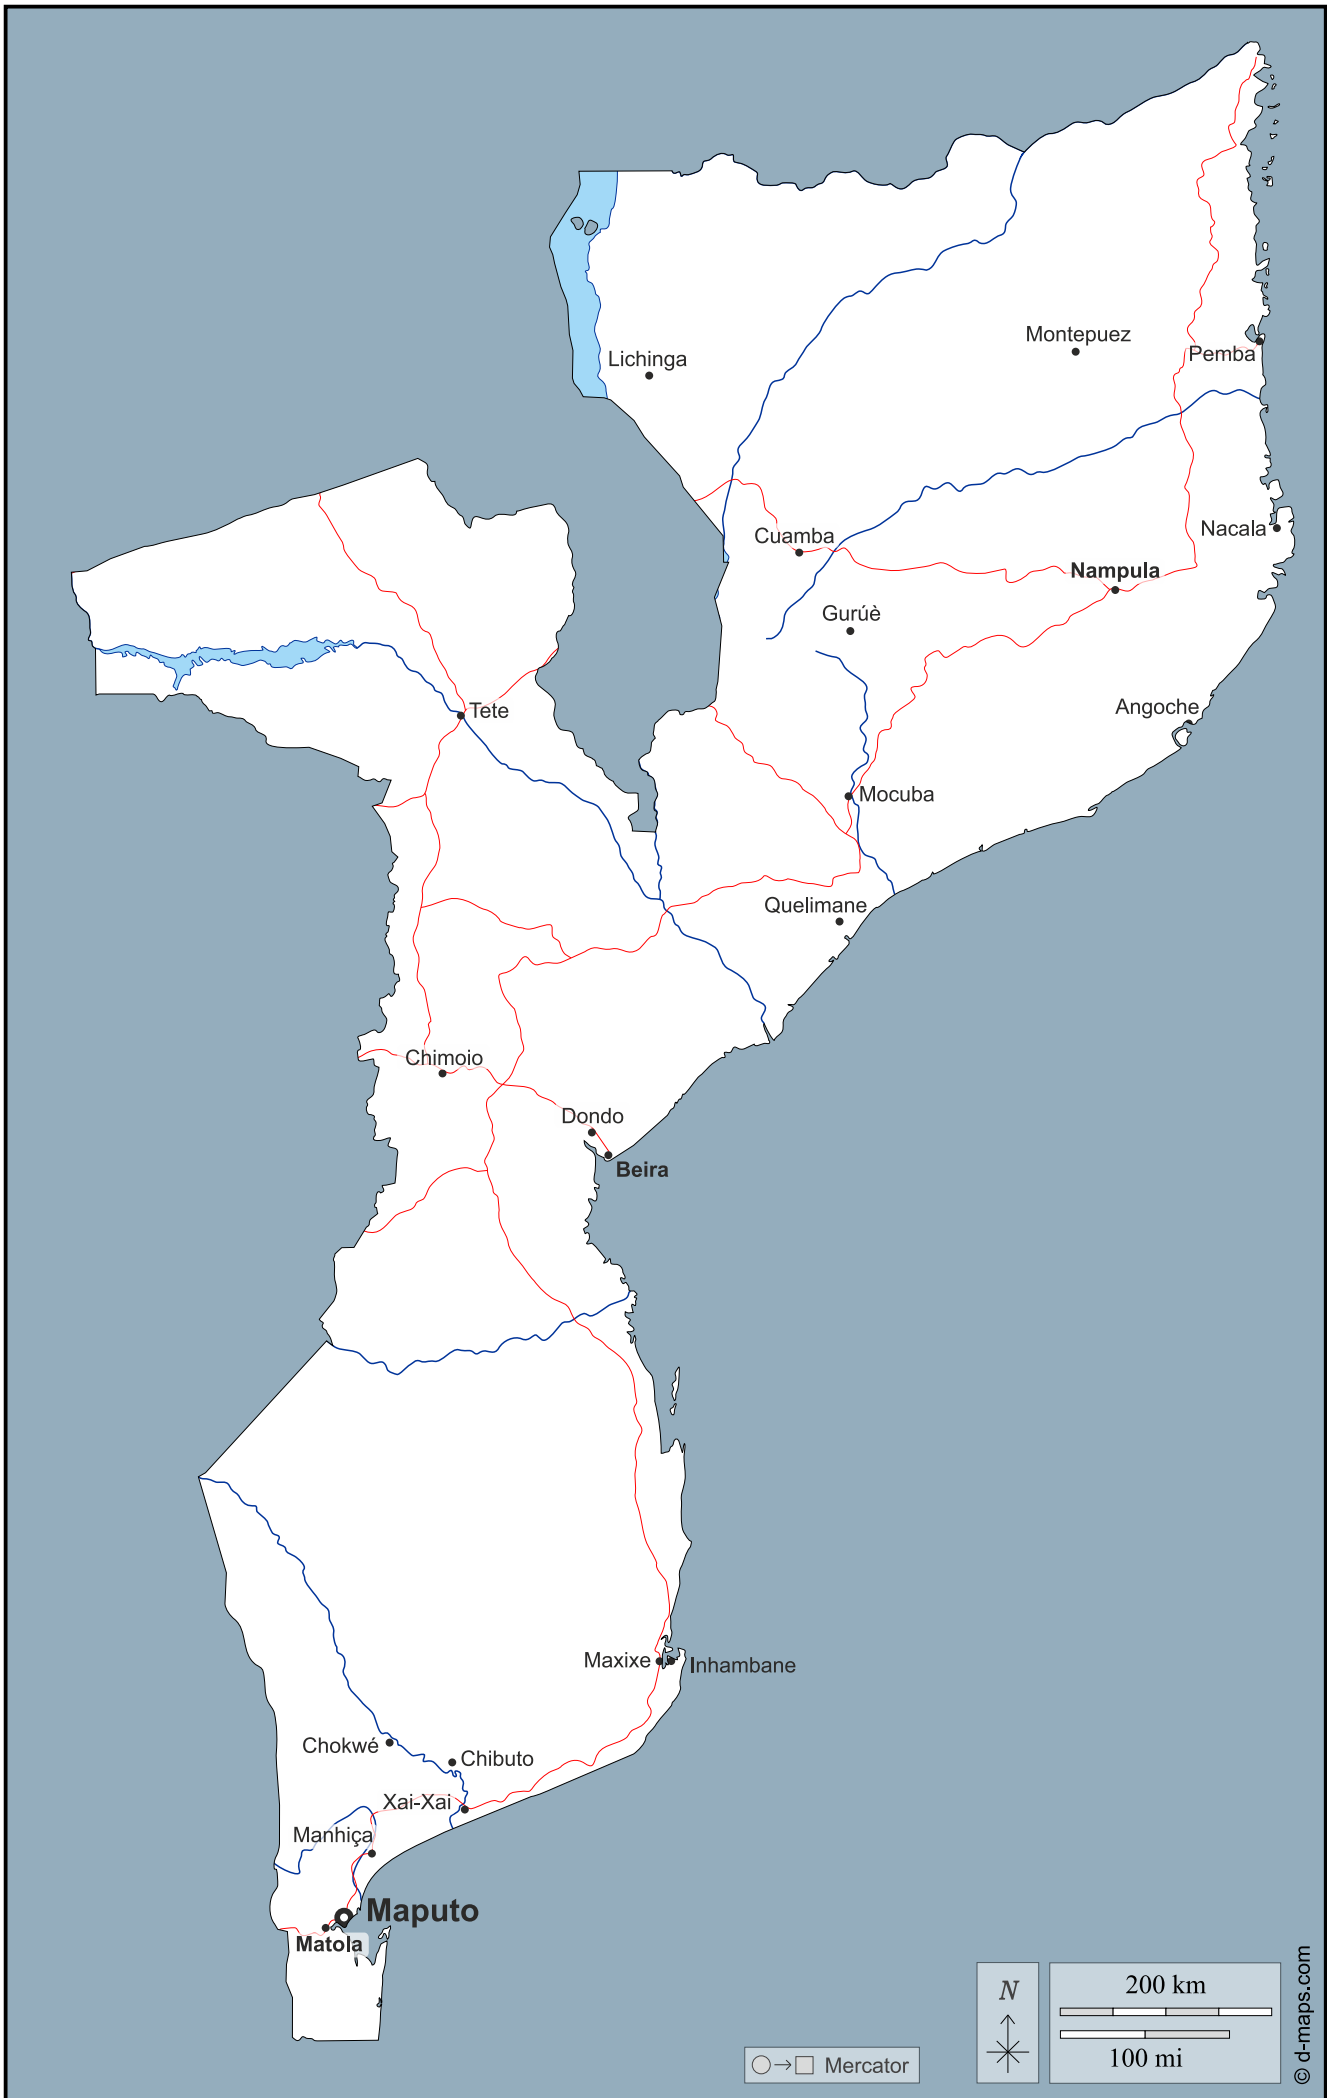 Montepuez
Pemba
Lichinga
Nacala
Cuamba
Nampula
Gurúè
Angoche
Tete
Mocuba
Quelimane
Chimoio
Dondo
Beira
Maxixe
Inhambane
Chokwé
Chibuto
Xai-Xai
Manhiça
Maputo
Matola
N
200 km
100 mi
Mercator
© d-maps.com